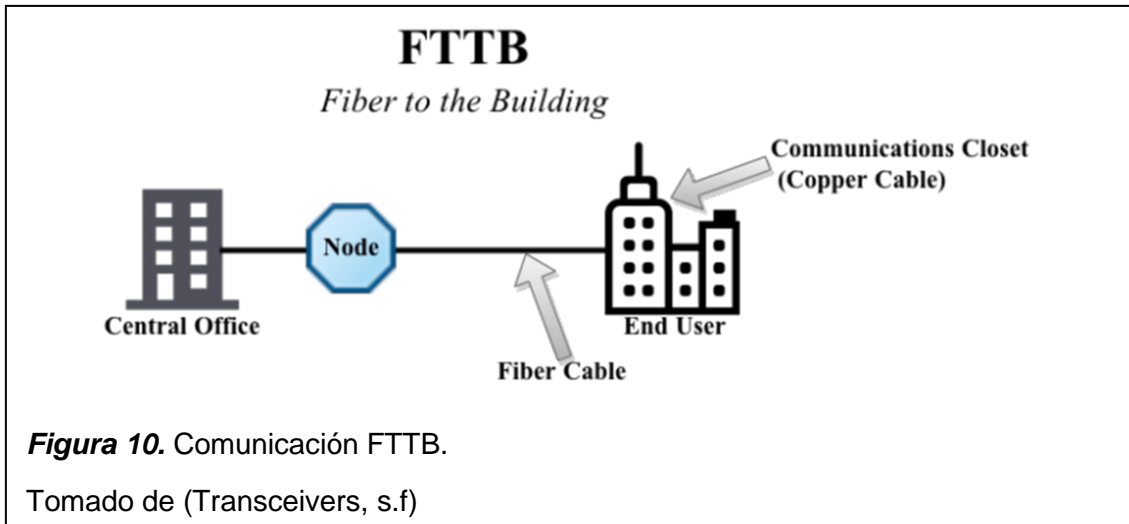 FTTB
Fiber to the Building
Communications Closet
(Copper Cable)
Node
Central Office
End User
Fiber Cable
Figura 10. Comunicación FTTB.
Tomado de (Transceivers, s.f)